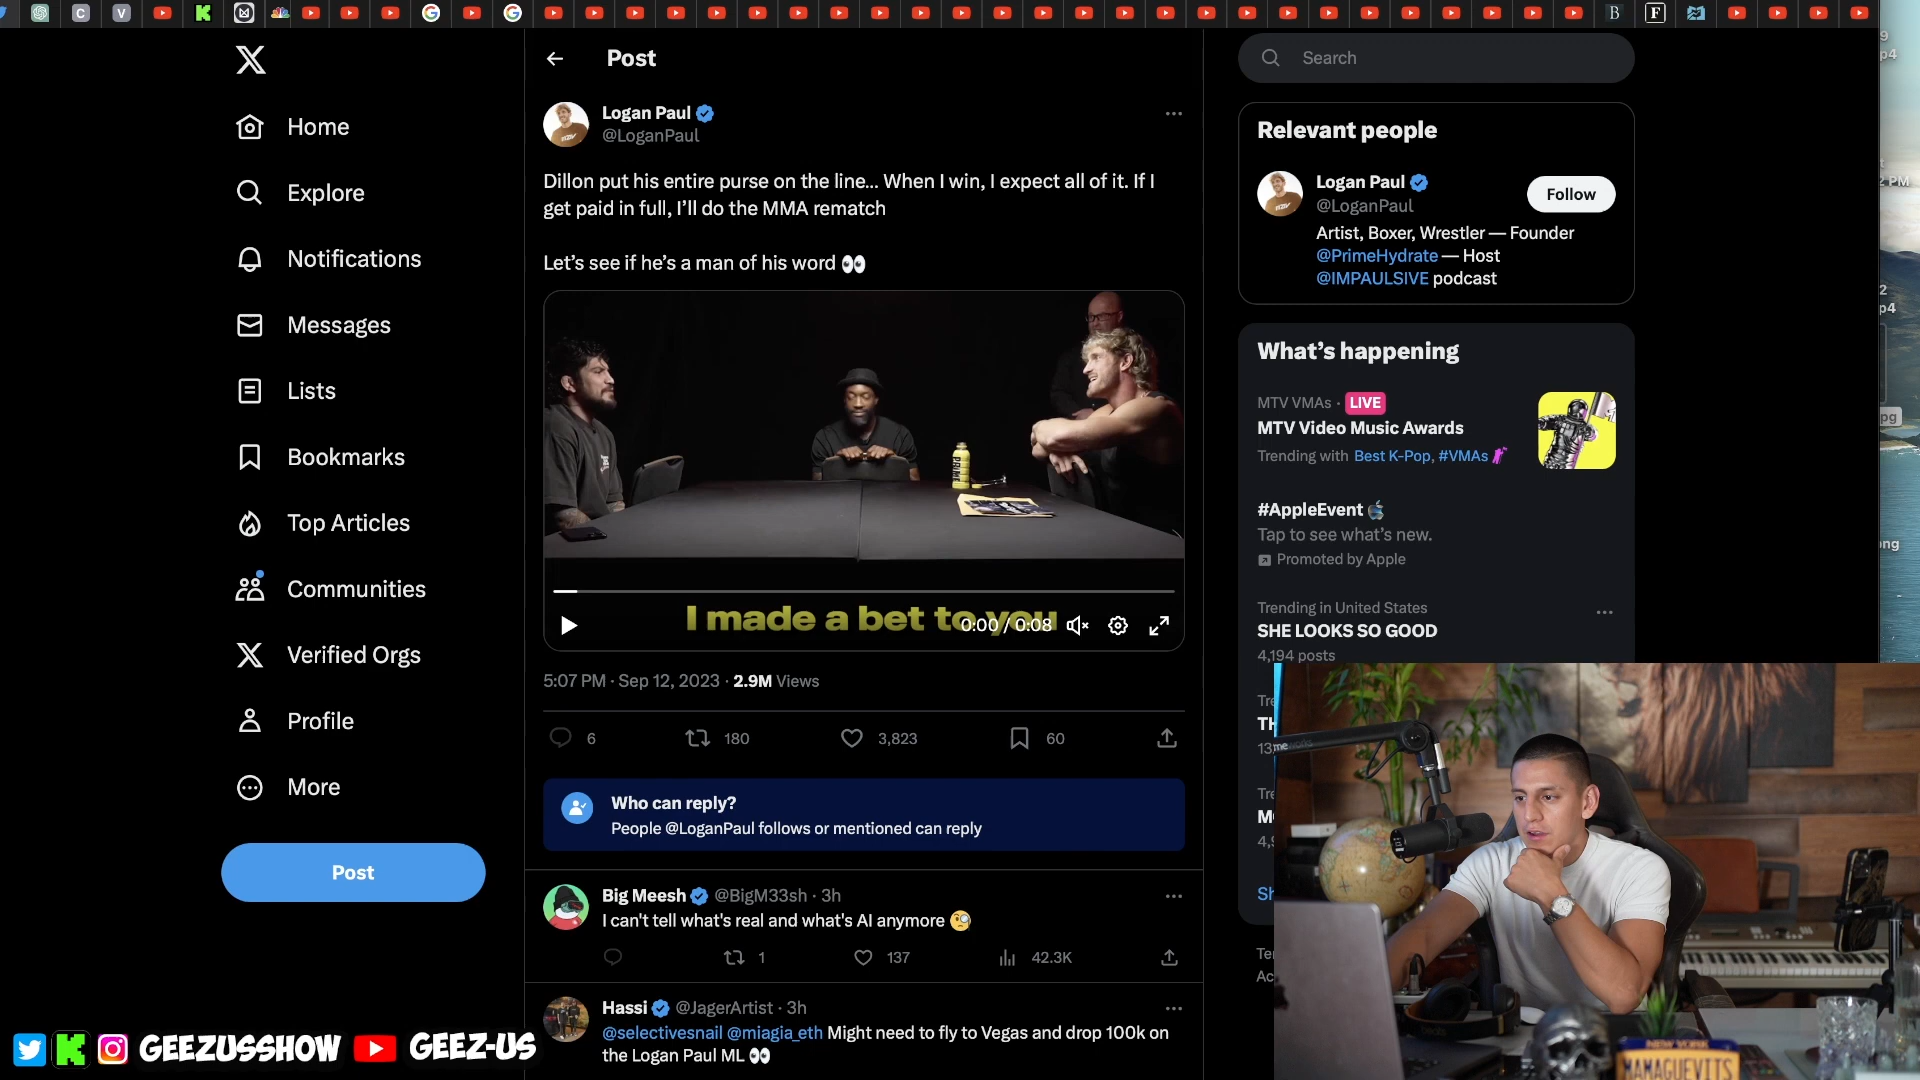 Post
Search
Home
Explore
Notifications
Messages
Lists
Bookmarks
Communities
Top Articles
Verified Orgs
Profile
More
Post
Logan Paul
@LoganPaul
Dillon put his entire purse on the line... When I win, I expect all of it. If I
get paid in full, I’ll do the MMA rematch
Let’s see if he’s a man of his word 👀
PRIME
I made a bet to you
0:00 / 0:08
5:07 PM · Sep 12, 2023 · 2.9M Views
6
180
3,823
60
Who can reply?
People @LoganPaul follows or mentioned can reply
Big Meesh @BigM33sh · 3h
I can't tell what's real and what's AI anymore 🧐
1
137
42.3K
Hassi @JagerArtist · 3h
@selectivesnail @miagia_eth Might need to fly to Vegas and drop 100k on
the Logan Paul ML 👀
Relevant people
Logan Paul
@LoganPaul
Follow
Artist, Boxer, Wrestler — Founder
@PrimeHydrate — Host
@IMPAULSIVE podcast
What’s happening
MTV VMAs · LIVE
MTV Video Music Awards
Trending with Best K-Pop, #VMAs
#AppleEvent
Tap to see what’s new.
Promoted by Apple
Trending in United States
SHE LOOKS SO GOOD
4,194 posts
GEEZUSSHOW
GEEZ-US
NEW YORK
MAMAGUEVITS